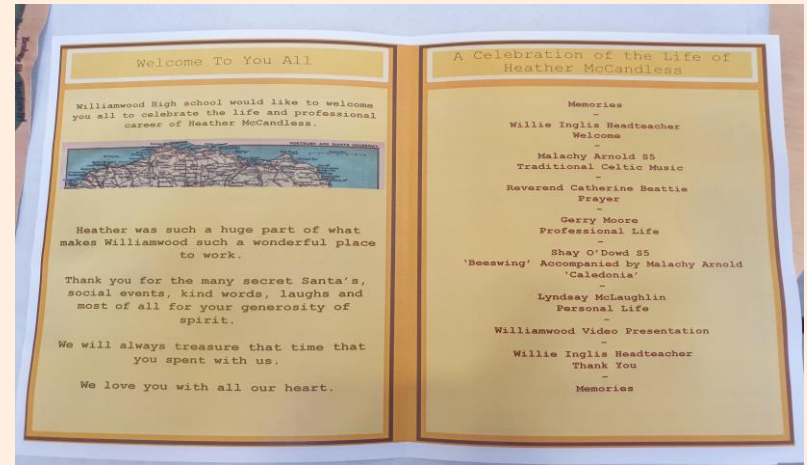 Welcome To You All
Williamwood High school would like to welcome
you all to celebrate the life and professional
career of Heather McCandless.
Heather was such a huge part of what
makes Williamwood such a wonderful place
to work.
Thank you for the many secret Santa's,
social events, kind words, laughs and
most of all for your generosity of
spirit.
We will always treasure that time that
you spent with us.
We love you with all our heart.
A Celebration of the Life of
Heather McCandless
Memories
–
Willie Inglis Headteacher
Welcome
–
Malachy Arnold S5
Traditional Celtic Music
–
Reverend Catherine Beattie
Prayer
–
Gerry Moore
Professional Life
–
Shay O'Dowd S5
'Beeswing' Accompanied by Malachy Arnold
'Caledonia'
–
Lyndsay McLaughlin
Personal Life
–
Williamwood Video Presentation
–
Willie Inglis Headteacher
Thank You
–
Memories